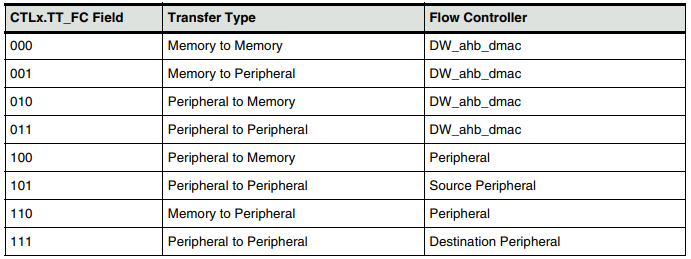 CTLx.TT_FC Field Transfer Type Flow Controller
000 Memory to Memory DW_ahb_dmac
001 Memory to Peripheral DW_ahb_dmac
010 Peripheral to Memory DW_ahb_dmac
011 Peripheral to Peripheral DW_ahb_dmac
100 Peripheral to Memory Peripheral
101 Peripheral to Peripheral Source Peripheral
110 Memory to Peripheral Peripheral
111 Peripheral to Peripheral Destination Peripheral